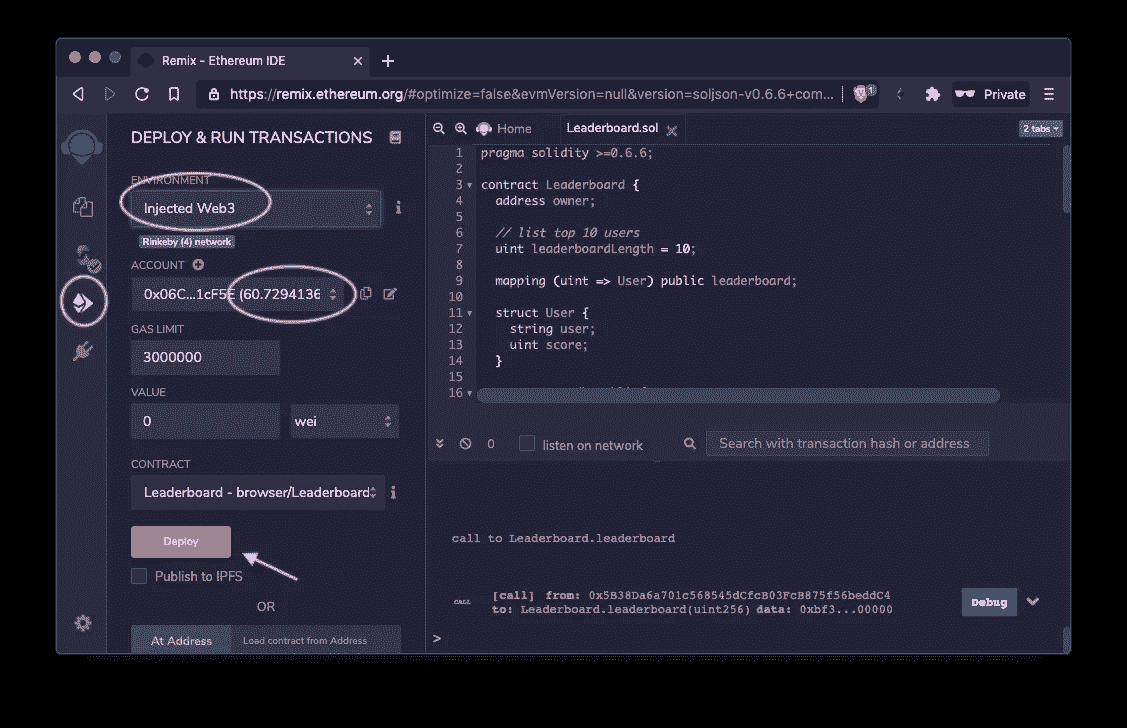 Remix - Ethereum IDE
https://remix.ethereum.org/#optimize=false&evmVersion=null&version=soljson-v0.6.6+com...
1
Private
DEPLOY & RUN TRANSACTIONS
ENVIRONMENT
Injected Web3
Rinkeby (4) network
ACCOUNT
0x06C...1cF5E (60.7294136
GAS LIMIT
3000000
VALUE
0
wei
CONTRACT
Leaderboard - browser/Leaderboard
Deploy
Publish to IPFS
OR
At Address
Load contract from Address
Home
Leaderboard.sol
2 tabs
1 pragma solidity >=0.6.6;
2
3 contract Leaderboard {
4 address owner;
5
6 // list top 10 users
7 uint leaderboardLength = 10;
8
9 mapping (uint => User) public leaderboard;
10
11 struct User {
12 string user;
13 uint score;
14 }
15
16
0
listen on network
Search with transaction hash or address
call to Leaderboard.leaderboard
CALL
[call] from: 0x5B38Da6a701c568545dCfcB03FcB875f56beddC4
to: Leaderboard.leaderboard(uint256) data: 0xbf3...00000
Debug
>